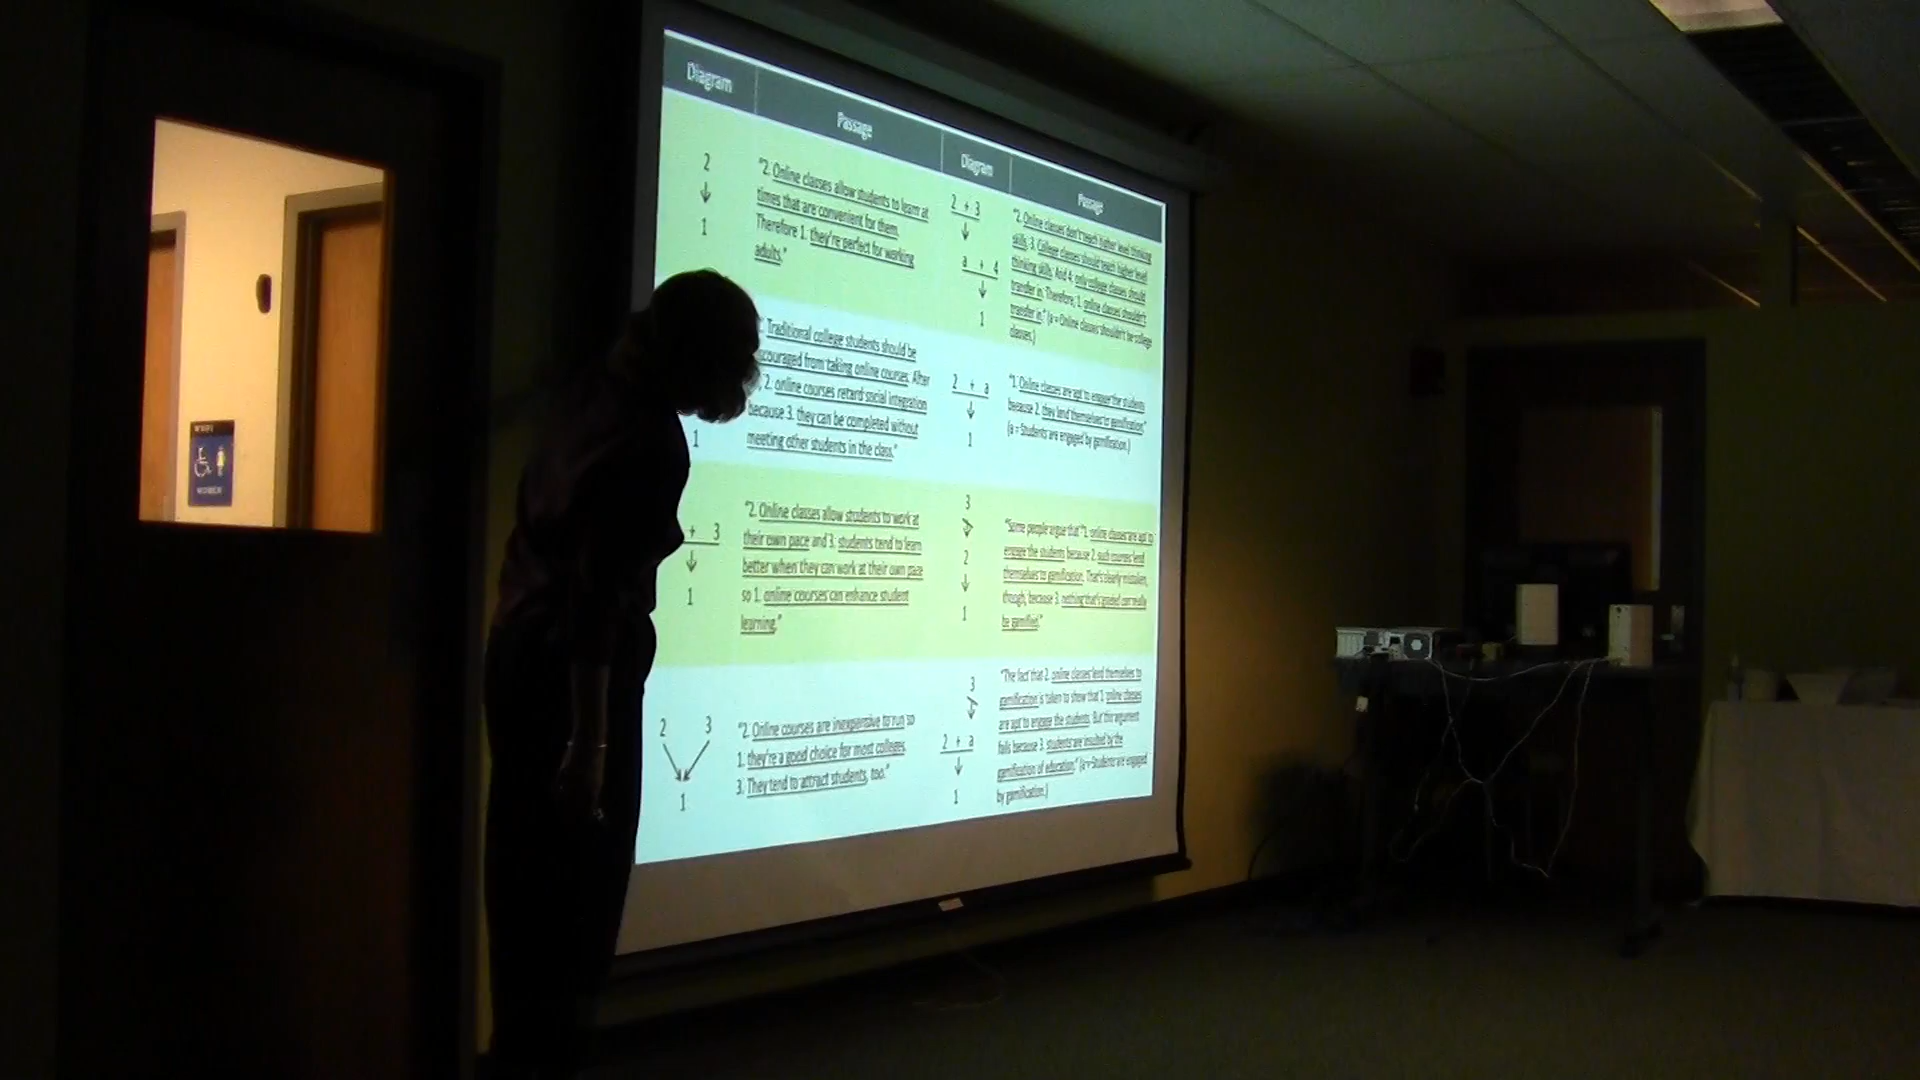 Diagram
Passage
Diagram
Passage
2
↓
1
"2. Online classes allow students to learn at
times that are convenient for them.
Therefore 1. they're perfect for working
adults."
2 + 3
↓
a + 4
↓
1
"2. Online classes don't teach higher level thinking
skills. 3. College classes should teach higher level
thinking skills. And 4. only college classes should
transfer in. Therefore, 1. online classes shouldn't
transfer in." (a = Online classes shouldn't be college
classes.)
1
Traditional college students should be
couraged from taking online courses. After
, 2. online courses retard social integration
because 3. they can be completed without
meeting other students in the class."
2 + a
↓
1
"1. Online classes are apt to engage the students
because 2. they lend themselves to gamification."
(a = Students are engaged by gamification.)
+ 3
↓
1
"2. Online classes allow students to work at
their own pace and 3. students tend to learn
better when they can work at their own pace
so 1. online courses can enhance student
learning."
3
↓
2
↓
1
"Some people argue that "1. online classes are apt to
engage the students because 2. such courses lend
themselves to gamification. That's clearly mistaken,
though, because 3. nothing that's graded can really
be gamified."
2 3
1
"2. Online courses are inexpensive to run so
1. they're a good choice for most colleges.
3. They tend to attract students, too."
3
↓
2 + a
↓
1
"The fact that 2. online classes lend themselves to
gamification is taken to show that 1. online classes
are apt to engage the students. But this argument
fails because 3. students are insulted by the
gamification of education." (a = Students are engaged
by gamification.)